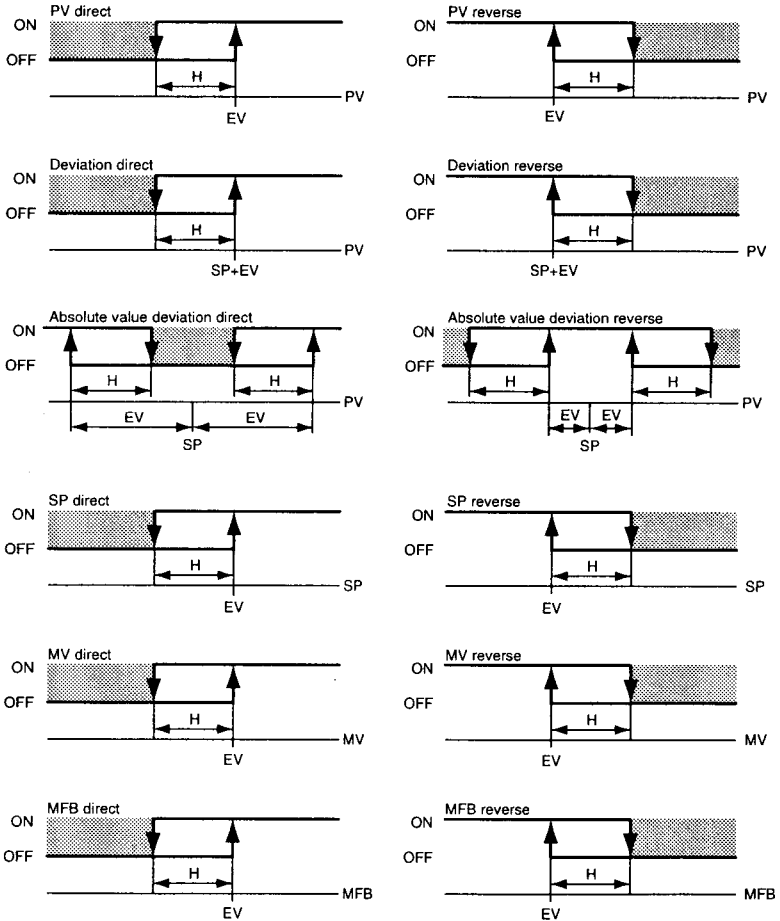 PV direct
ON
OFF
H
PV
EV
PV reverse
ON
OFF
H
PV
EV
Deviation direct
ON
OFF
H
PV
SP+EV
Deviation reverse
ON
OFF
H
PV
SP+EV
Absolute value deviation direct
ON
OFF
H H
PV
EV EV
SP
Absolute value deviation reverse
ON
OFF
H H
PV
EV EV
SP
SP direct
ON
OFF
H
SP
EV
SP reverse
ON
OFF
H
SP
EV
MV direct
ON
OFF
H
MV
EV
MV reverse
ON
OFF
H
MV
EV
MFB direct
ON
OFF
H
MFB
EV
MFB reverse
ON
OFF
H
MFB
EV